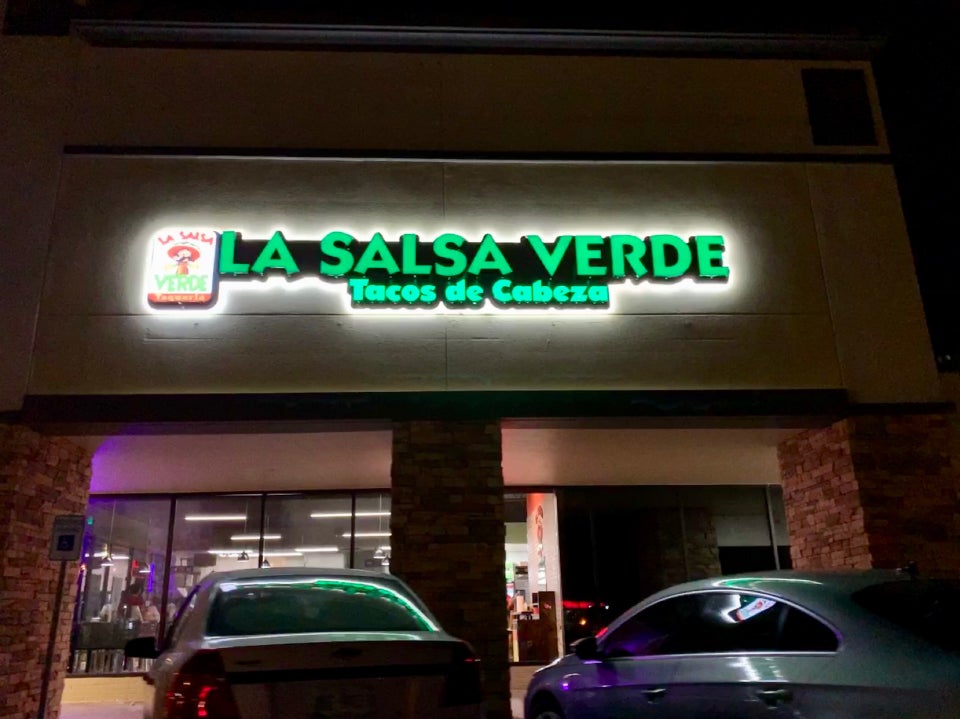 LA SALSA
VERDE
Taqueria
LA SALSA VERDE
Tacos de Cabeza